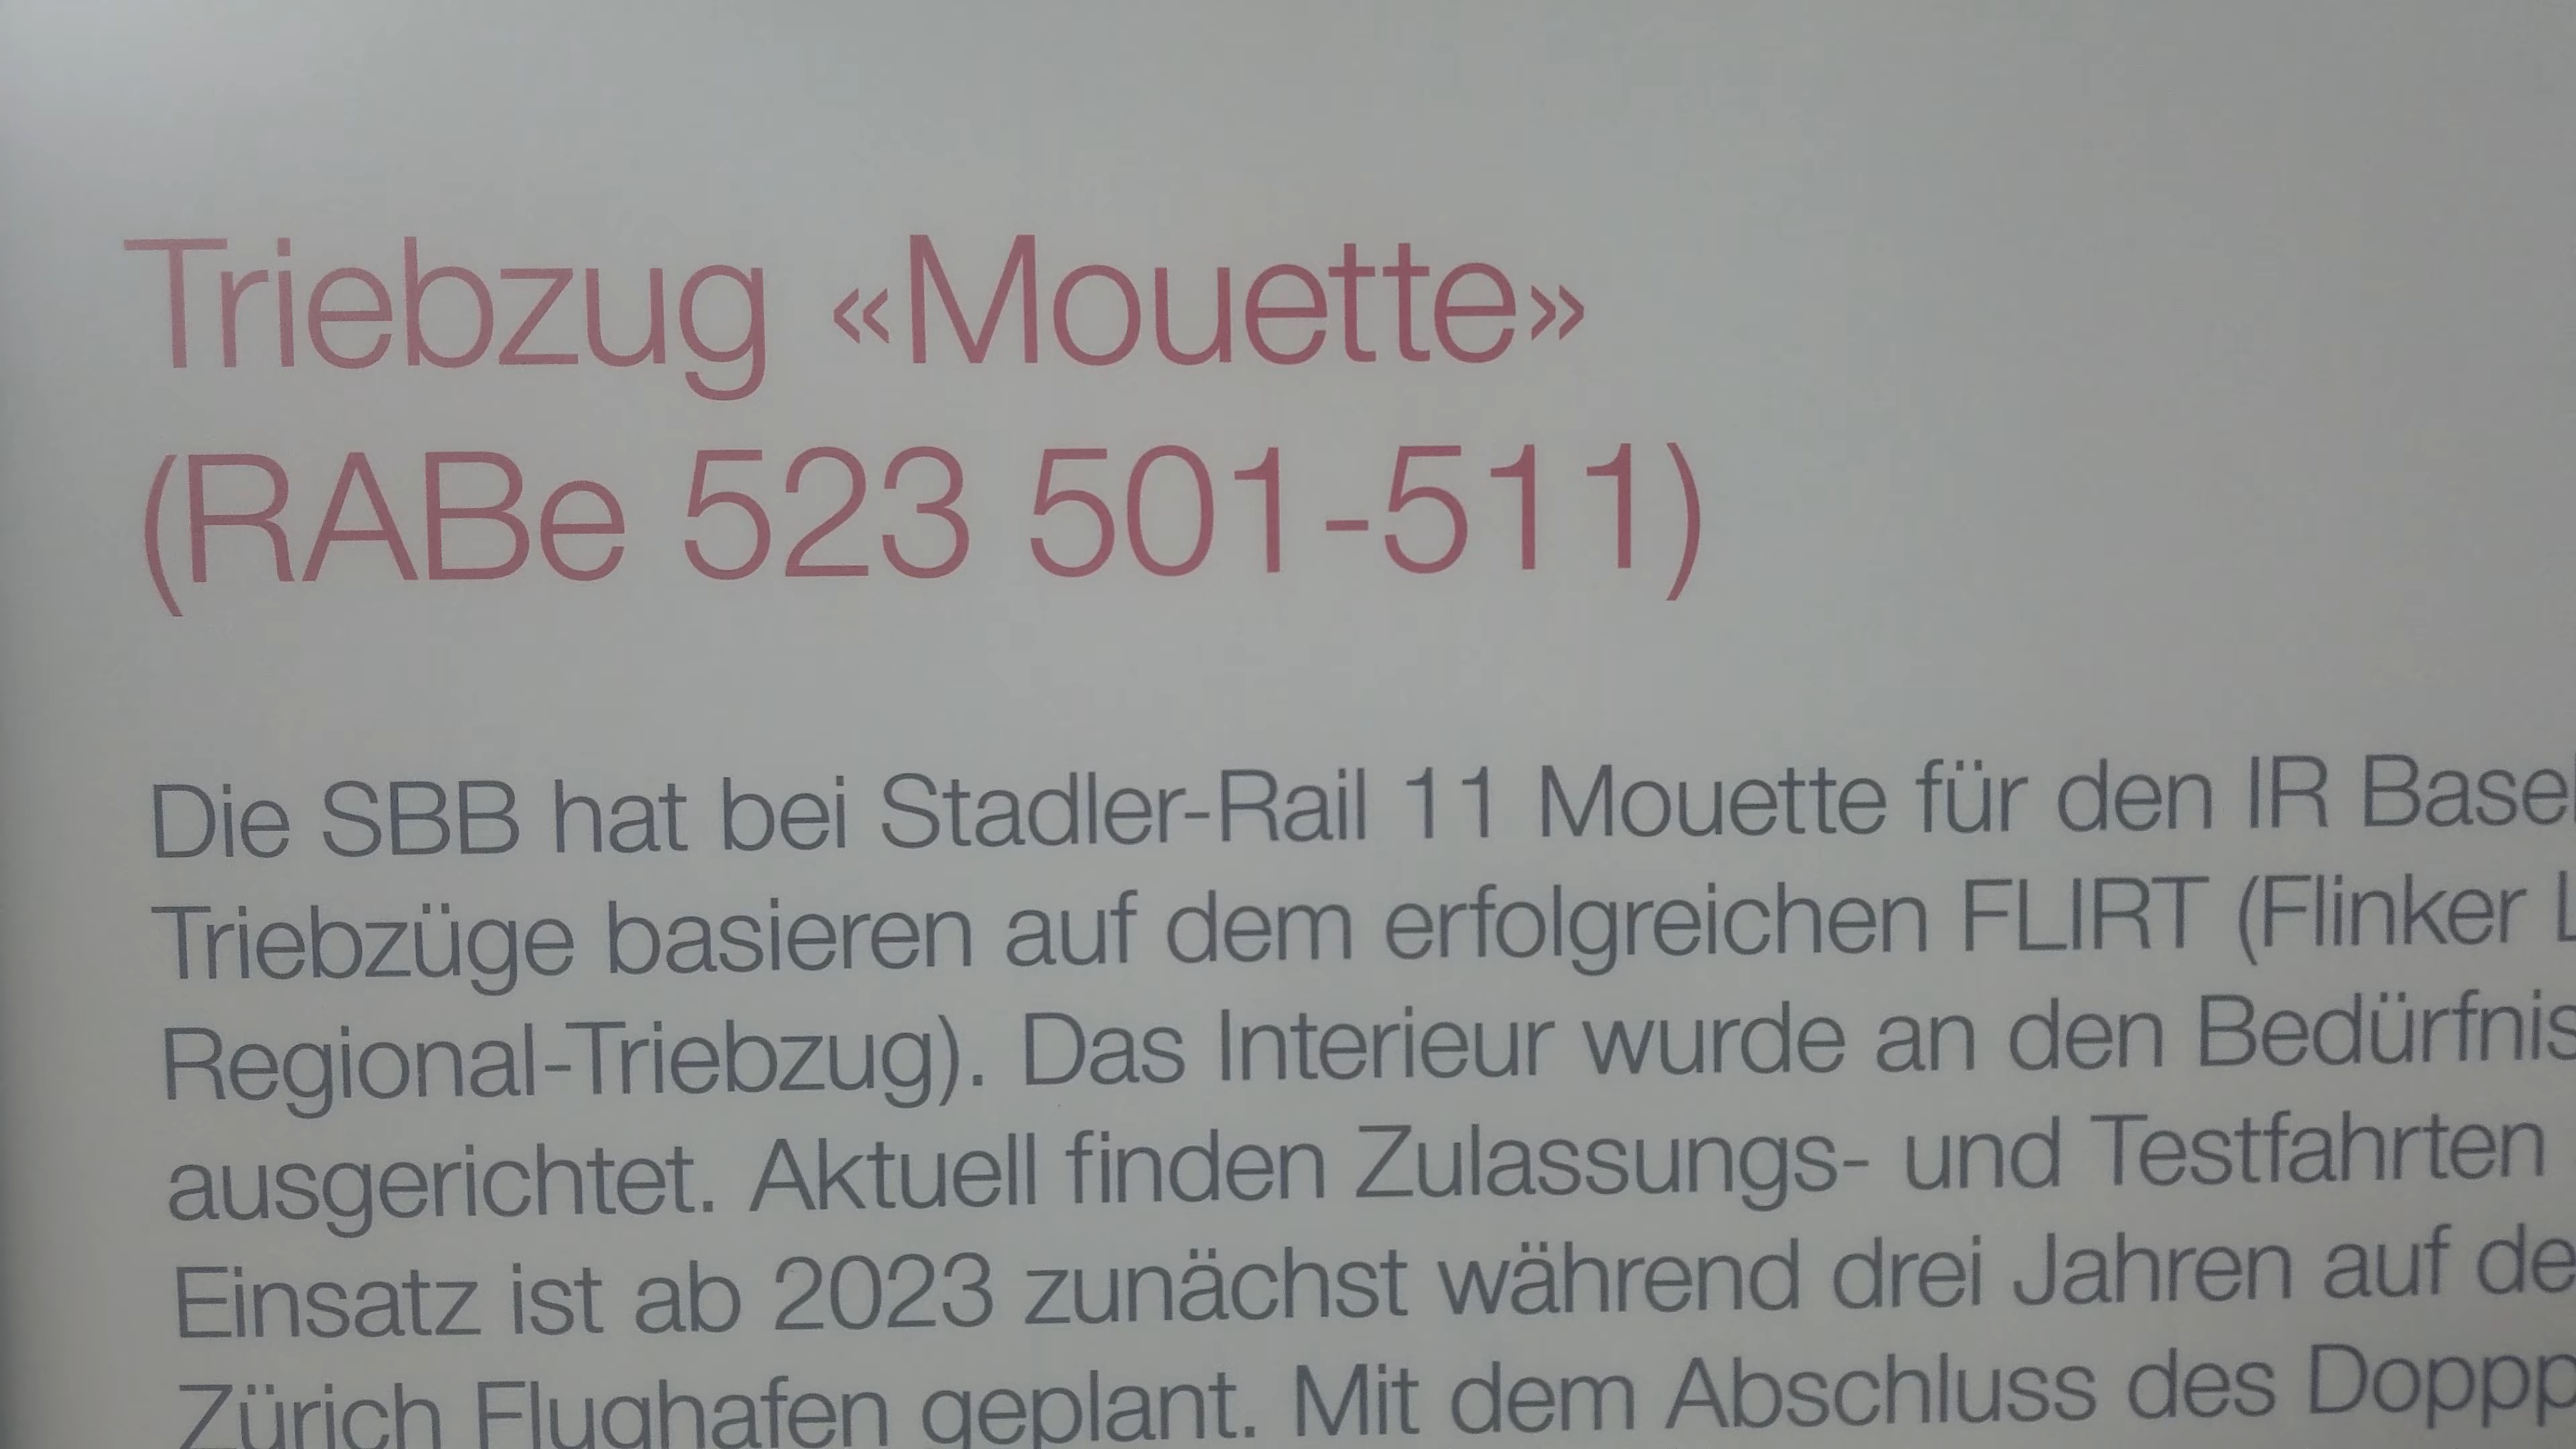 Triebzug «Mouette»
(RABe 523 501-511)
Die SBB hat bei Stadler-Rail 11 Mouette für den IR Basel
Triebzüge basieren auf dem erfolgreichen FLIRT (Flinker L
Regional-Triebzug). Das Interieur wurde an den Bedürfnis
ausgerichtet. Aktuell finden Zulassungs- und Testfahrten
Einsatz ist ab 2023 zunächst während drei Jahren auf de
Zürich Flughafen geplant. Mit dem Abschluss des Doppp